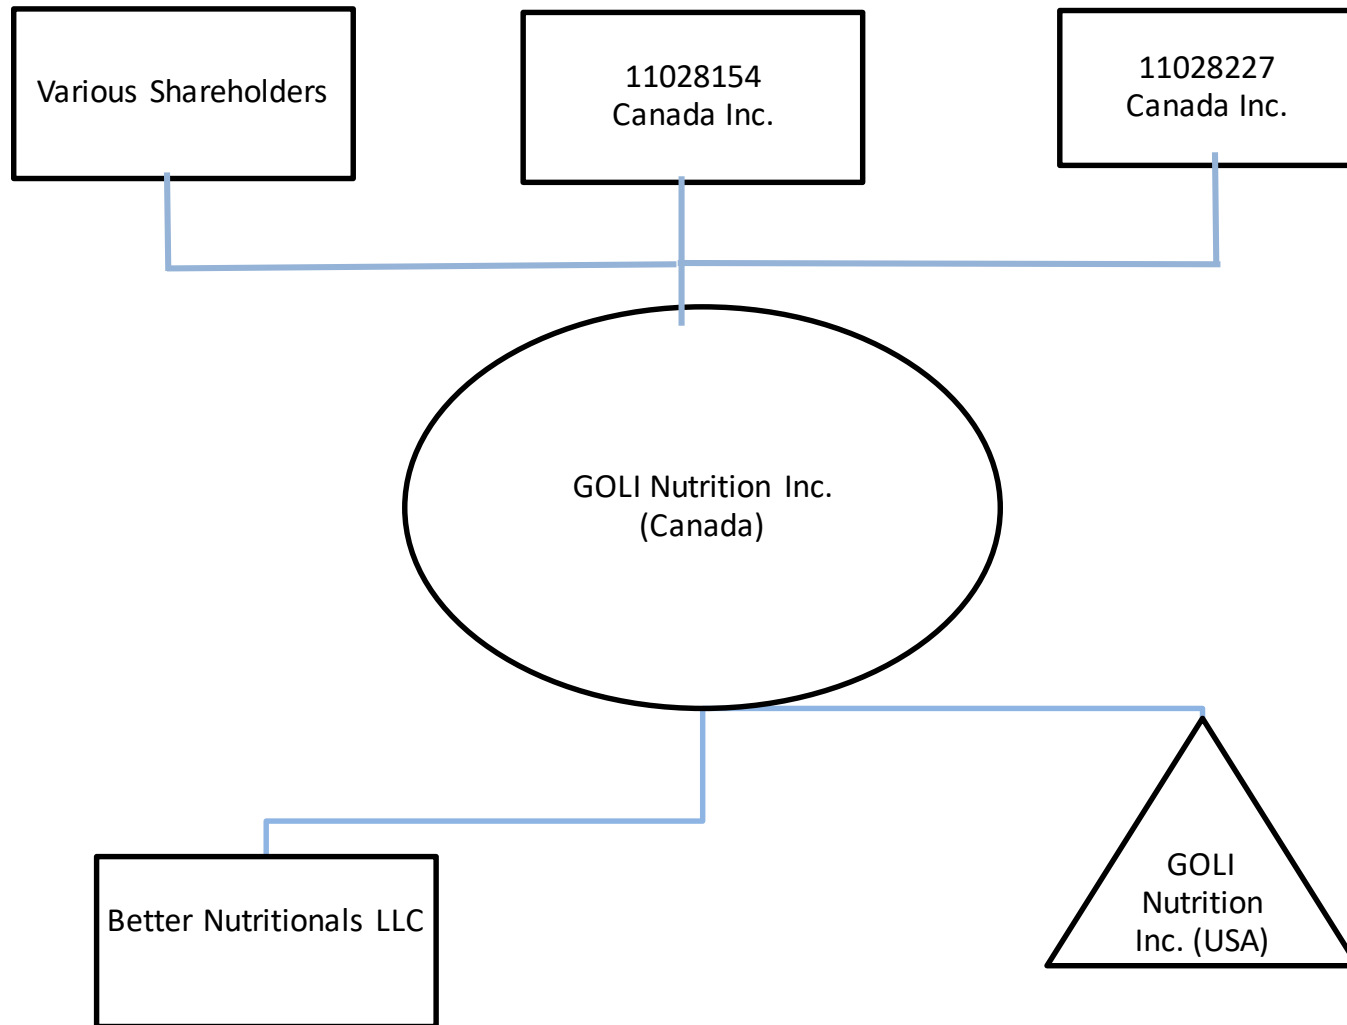 Various Shareholders
11028154
Canada Inc.
11028227
Canada Inc.
GOLI Nutrition Inc.
(Canada)
Better Nutritionals LLC
GOLI
Nutrition
Inc. (USA)